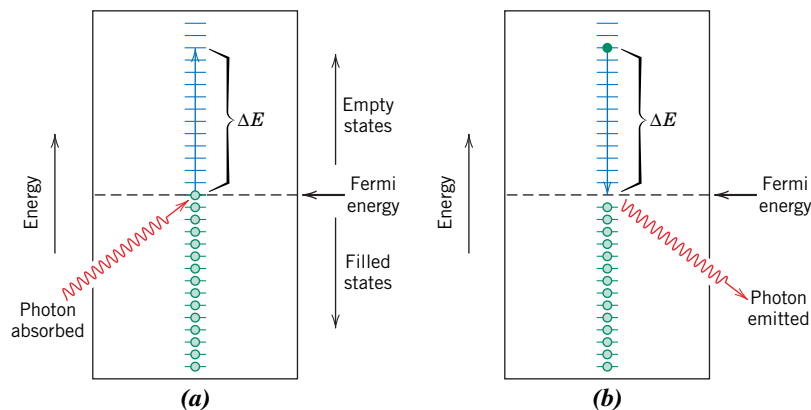 Energy
Photon
absorbed
ΔE
Empty
states
Fermi
energy
Filled
states
(a)
Energy
ΔE
Fermi
energy
Photon
emitted
(b)